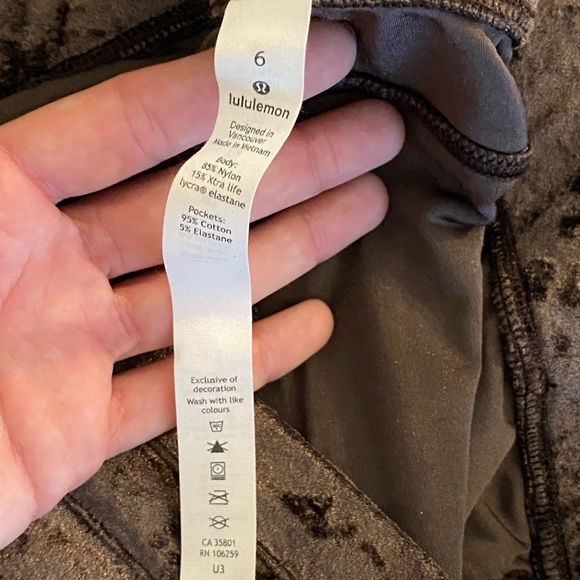 6
lululemon
Designed in
Vancouver
Made in Vietnam
Body:
85% Nylon
15% Xtra life
lycra® elastane
Pockets:
95% Cotton
5% Elastane
Exclusive of
decoration
Wash with like
colours
CA 35801
RN 106259
U3